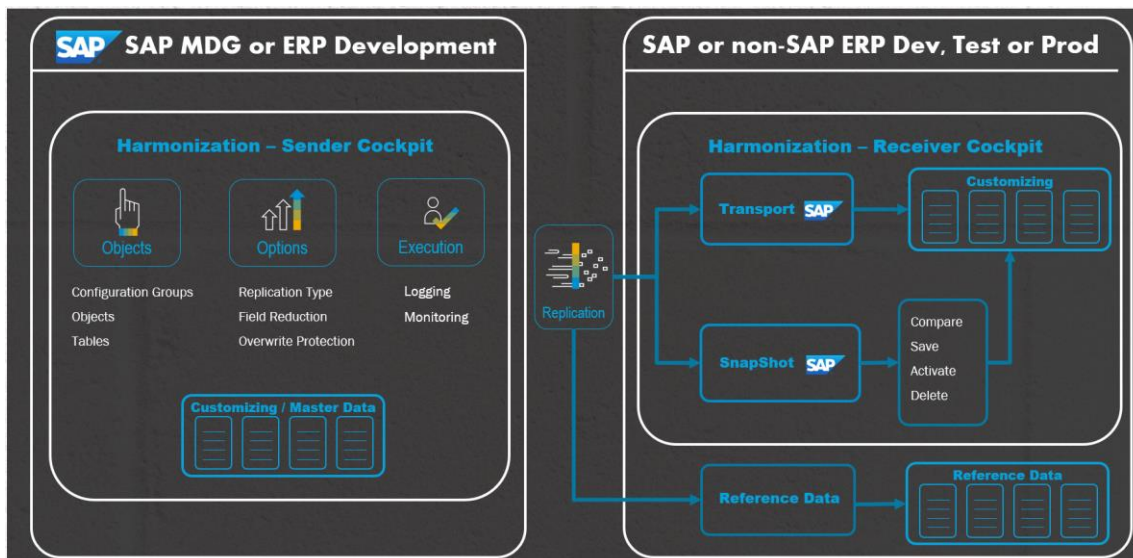 SAP SAP MDG or ERP Development
Harmonization – Sender Cockpit
Objects
Options
Execution
Configuration Groups
Objects
Tables
Replication Type
Field Reduction
Overwrite Protection
Logging
Monitoring
Customizing / Master Data
Replication
SAP or non-SAP ERP Dev, Test or Prod
Harmonization – Receiver Cockpit
Transport SAP
Customizing
SnapShot SAP
Compare
Save
Activate
Delete
Reference Data
Reference Data